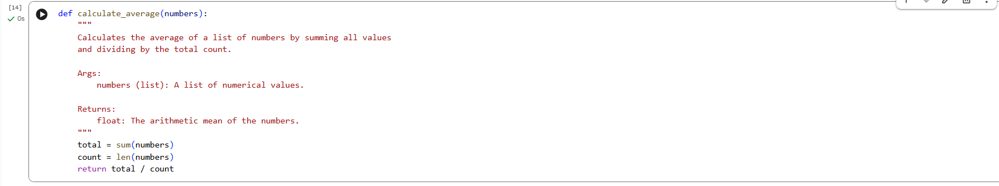 [14]
0s
def calculate_average(numbers):
    """
    Calculates the average of a list of numbers by summing all values
    and dividing by the total count.

    Args:
        numbers (list): A list of numerical values.

    Returns:
        float: The arithmetic mean of the numbers.
    """
    total = sum(numbers)
    count = len(numbers)
    return total / count